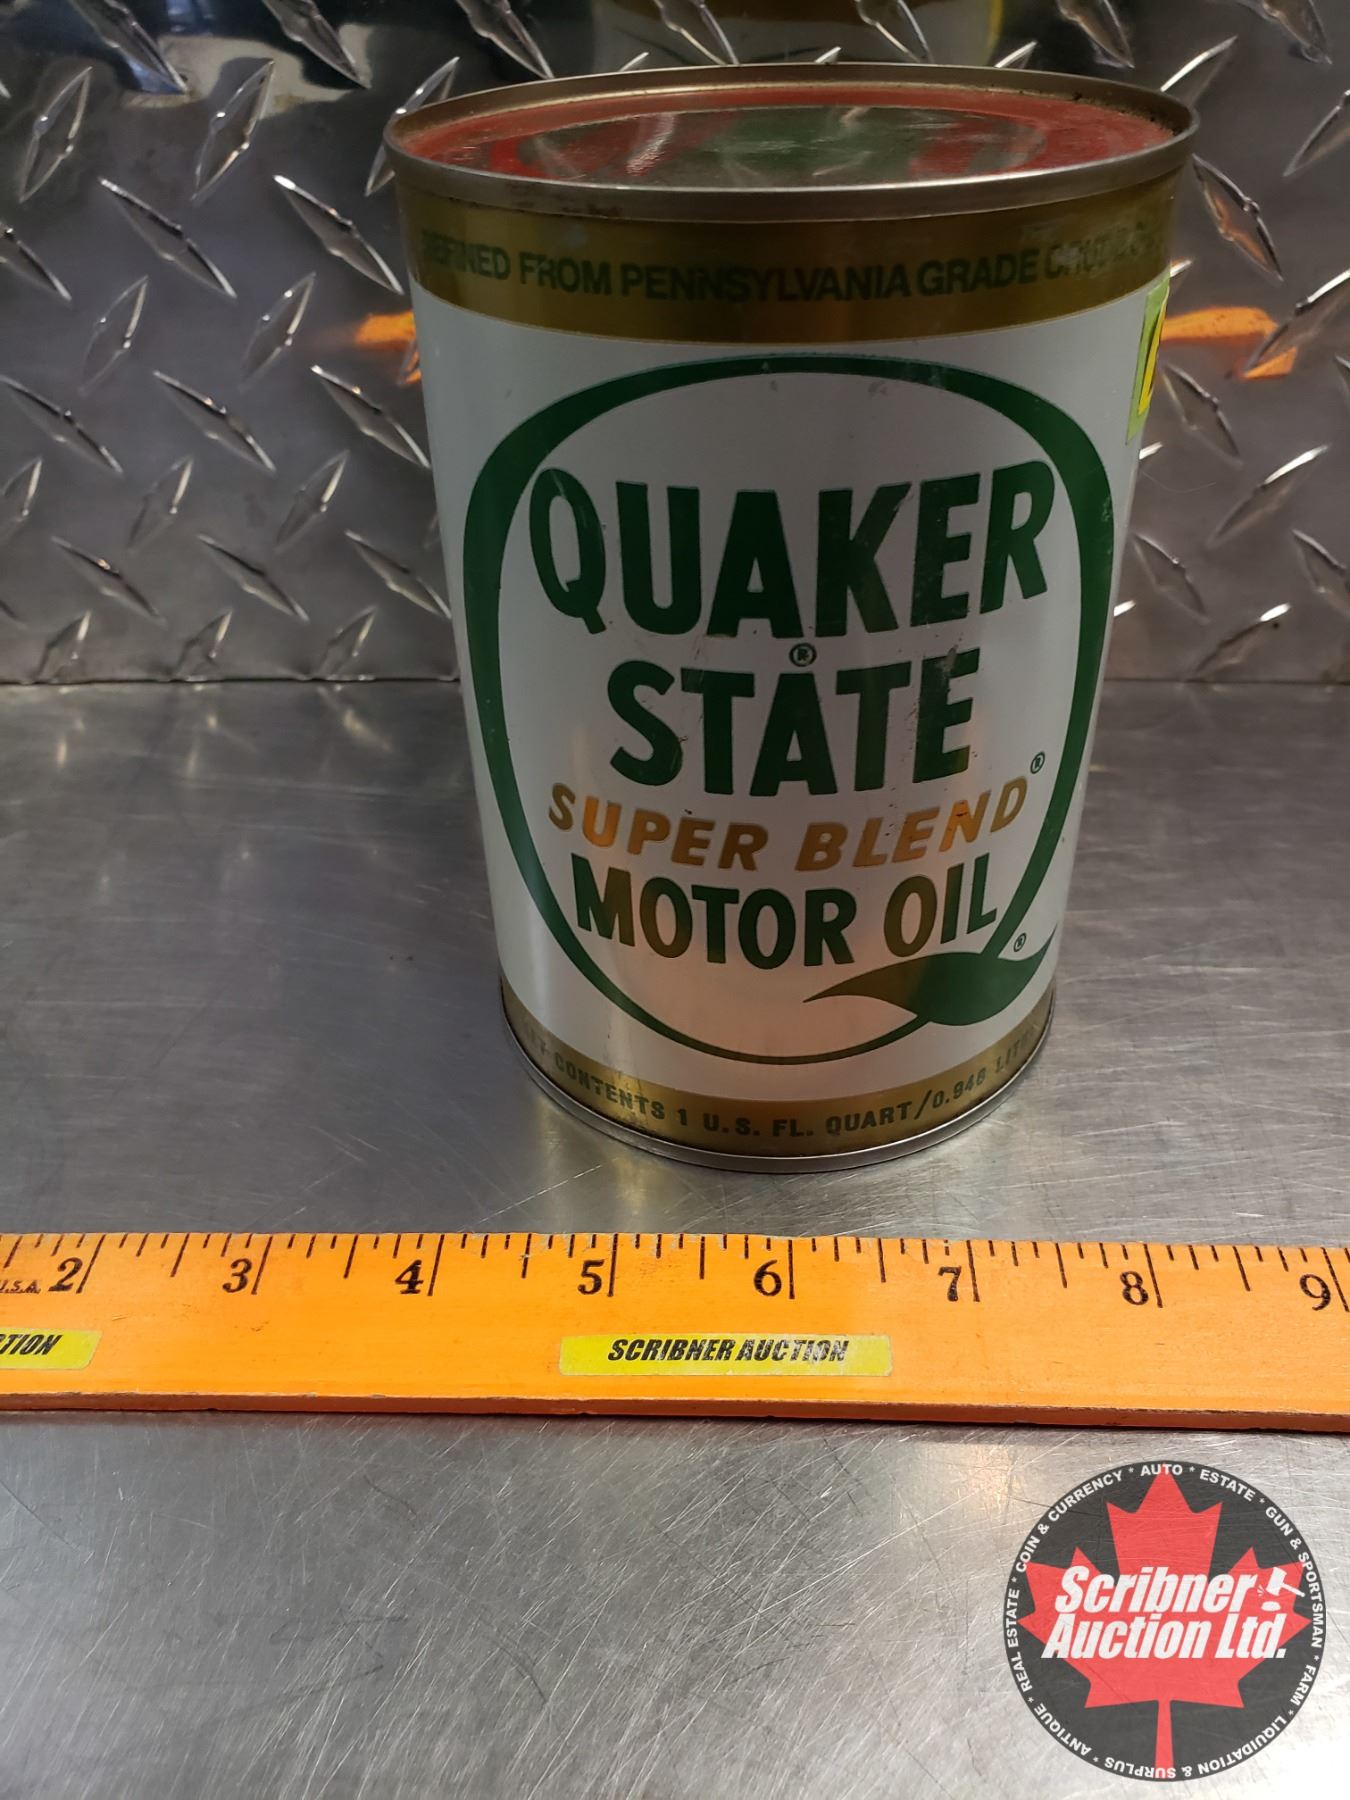 FROM PENNSYLVANIA GRADE
QUAKER
®
STATE
SUPER BLEND®
MOTOR OIL
®
CONTENTS 1 U.S. FL. QUART/0.946
U.S.A. 2 3 4 5 6 7 8 9
SCRIBNER AUCTION
COIN & CURRENCY * AUTO * ESTATE * GUN & SPORTSMAN * FARM * LIQUIDATION & SURPLUS * ANTIQUE * REAL ESTATE *
Scribner
Auction Ltd.